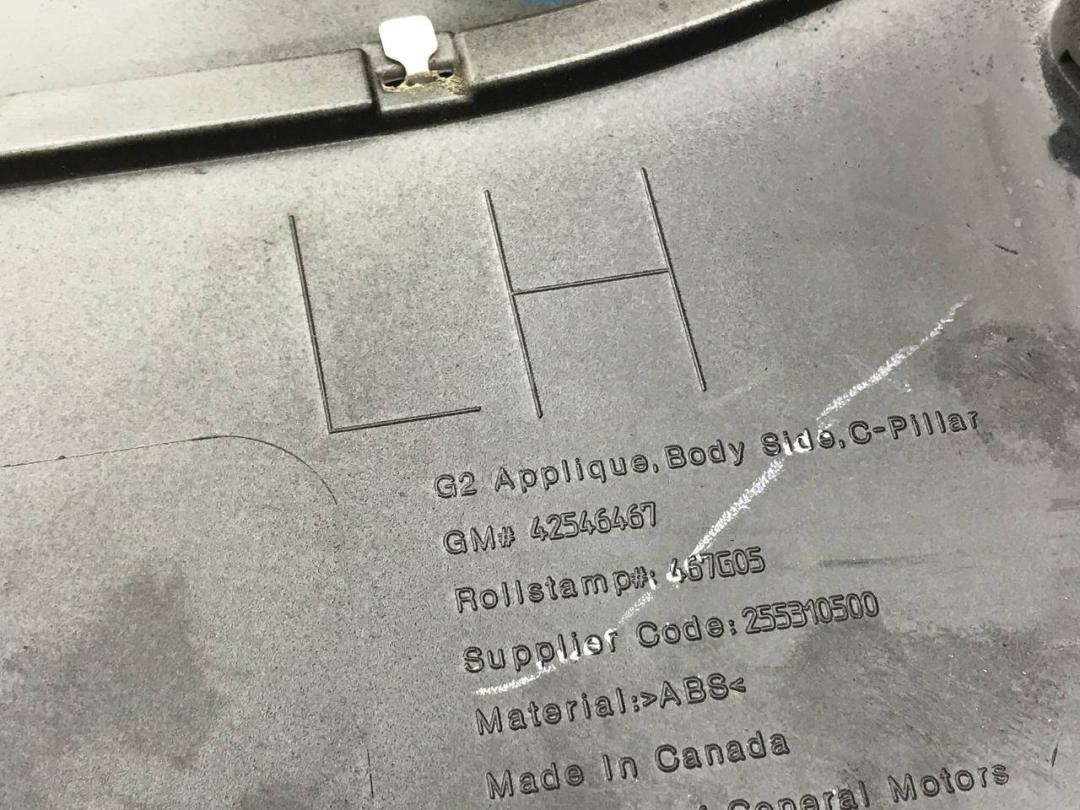 LH
G2 Applique, Body Side, C-Pillar
GM# 42546467
Rollstamp#: 467G05
Supplier Code: 255310500
Material:>ABS<
Made In Canada
General Motors